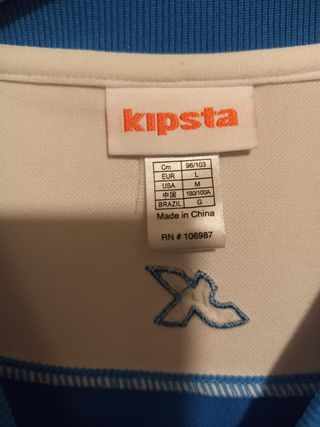 kipsta
Cm 96/103
EUR L
USA M
中国 180/100A
BRAZIL G
Made in China
RN # 106987